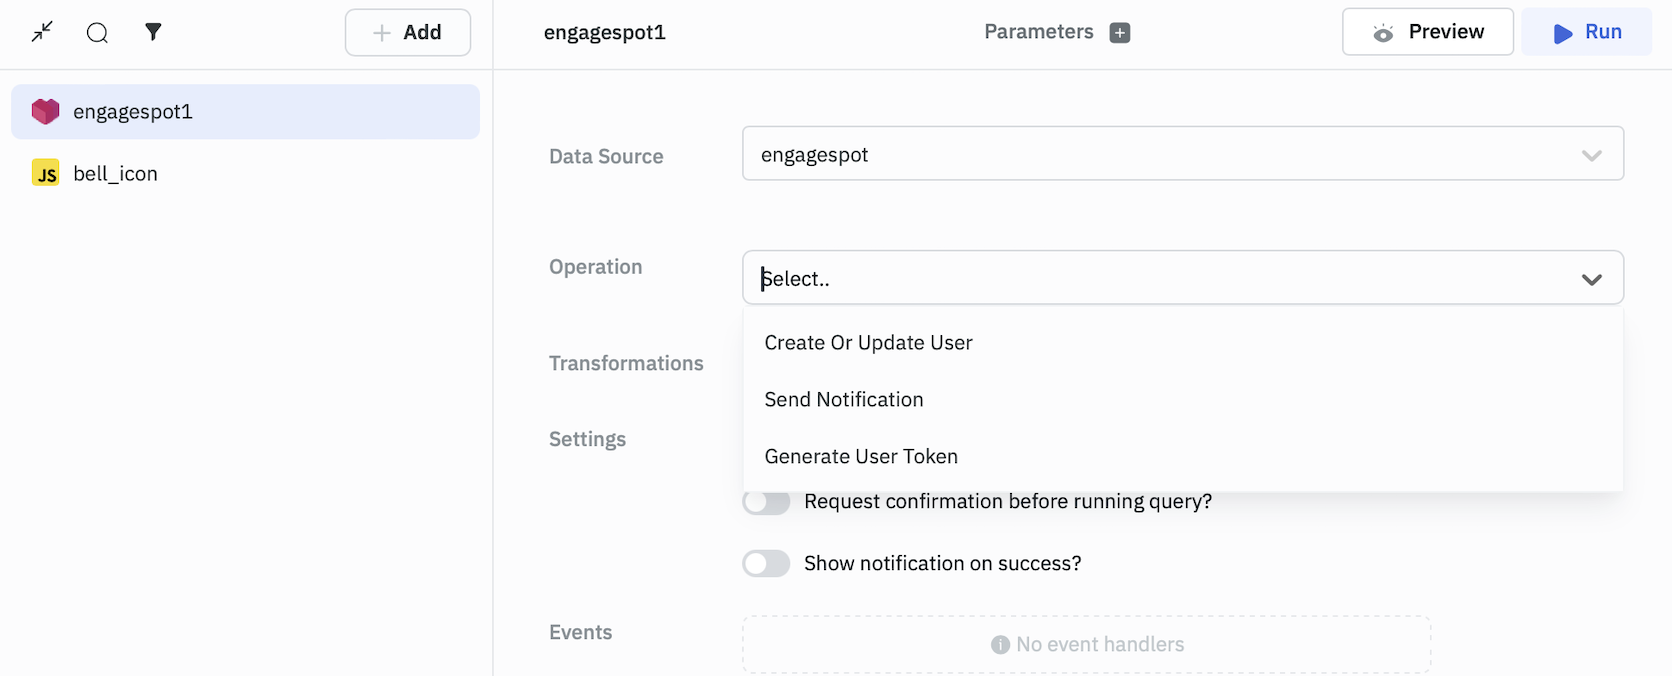 Add
engagespot1
JS bell_icon
engagespot1
Parameters
Preview
Run
Data Source
engagespot
Operation
Select..
Create Or Update User
Send Notification
Generate User Token
Transformations
Settings
Request confirmation before running query?
Show notification on success?
Events
No event handlers